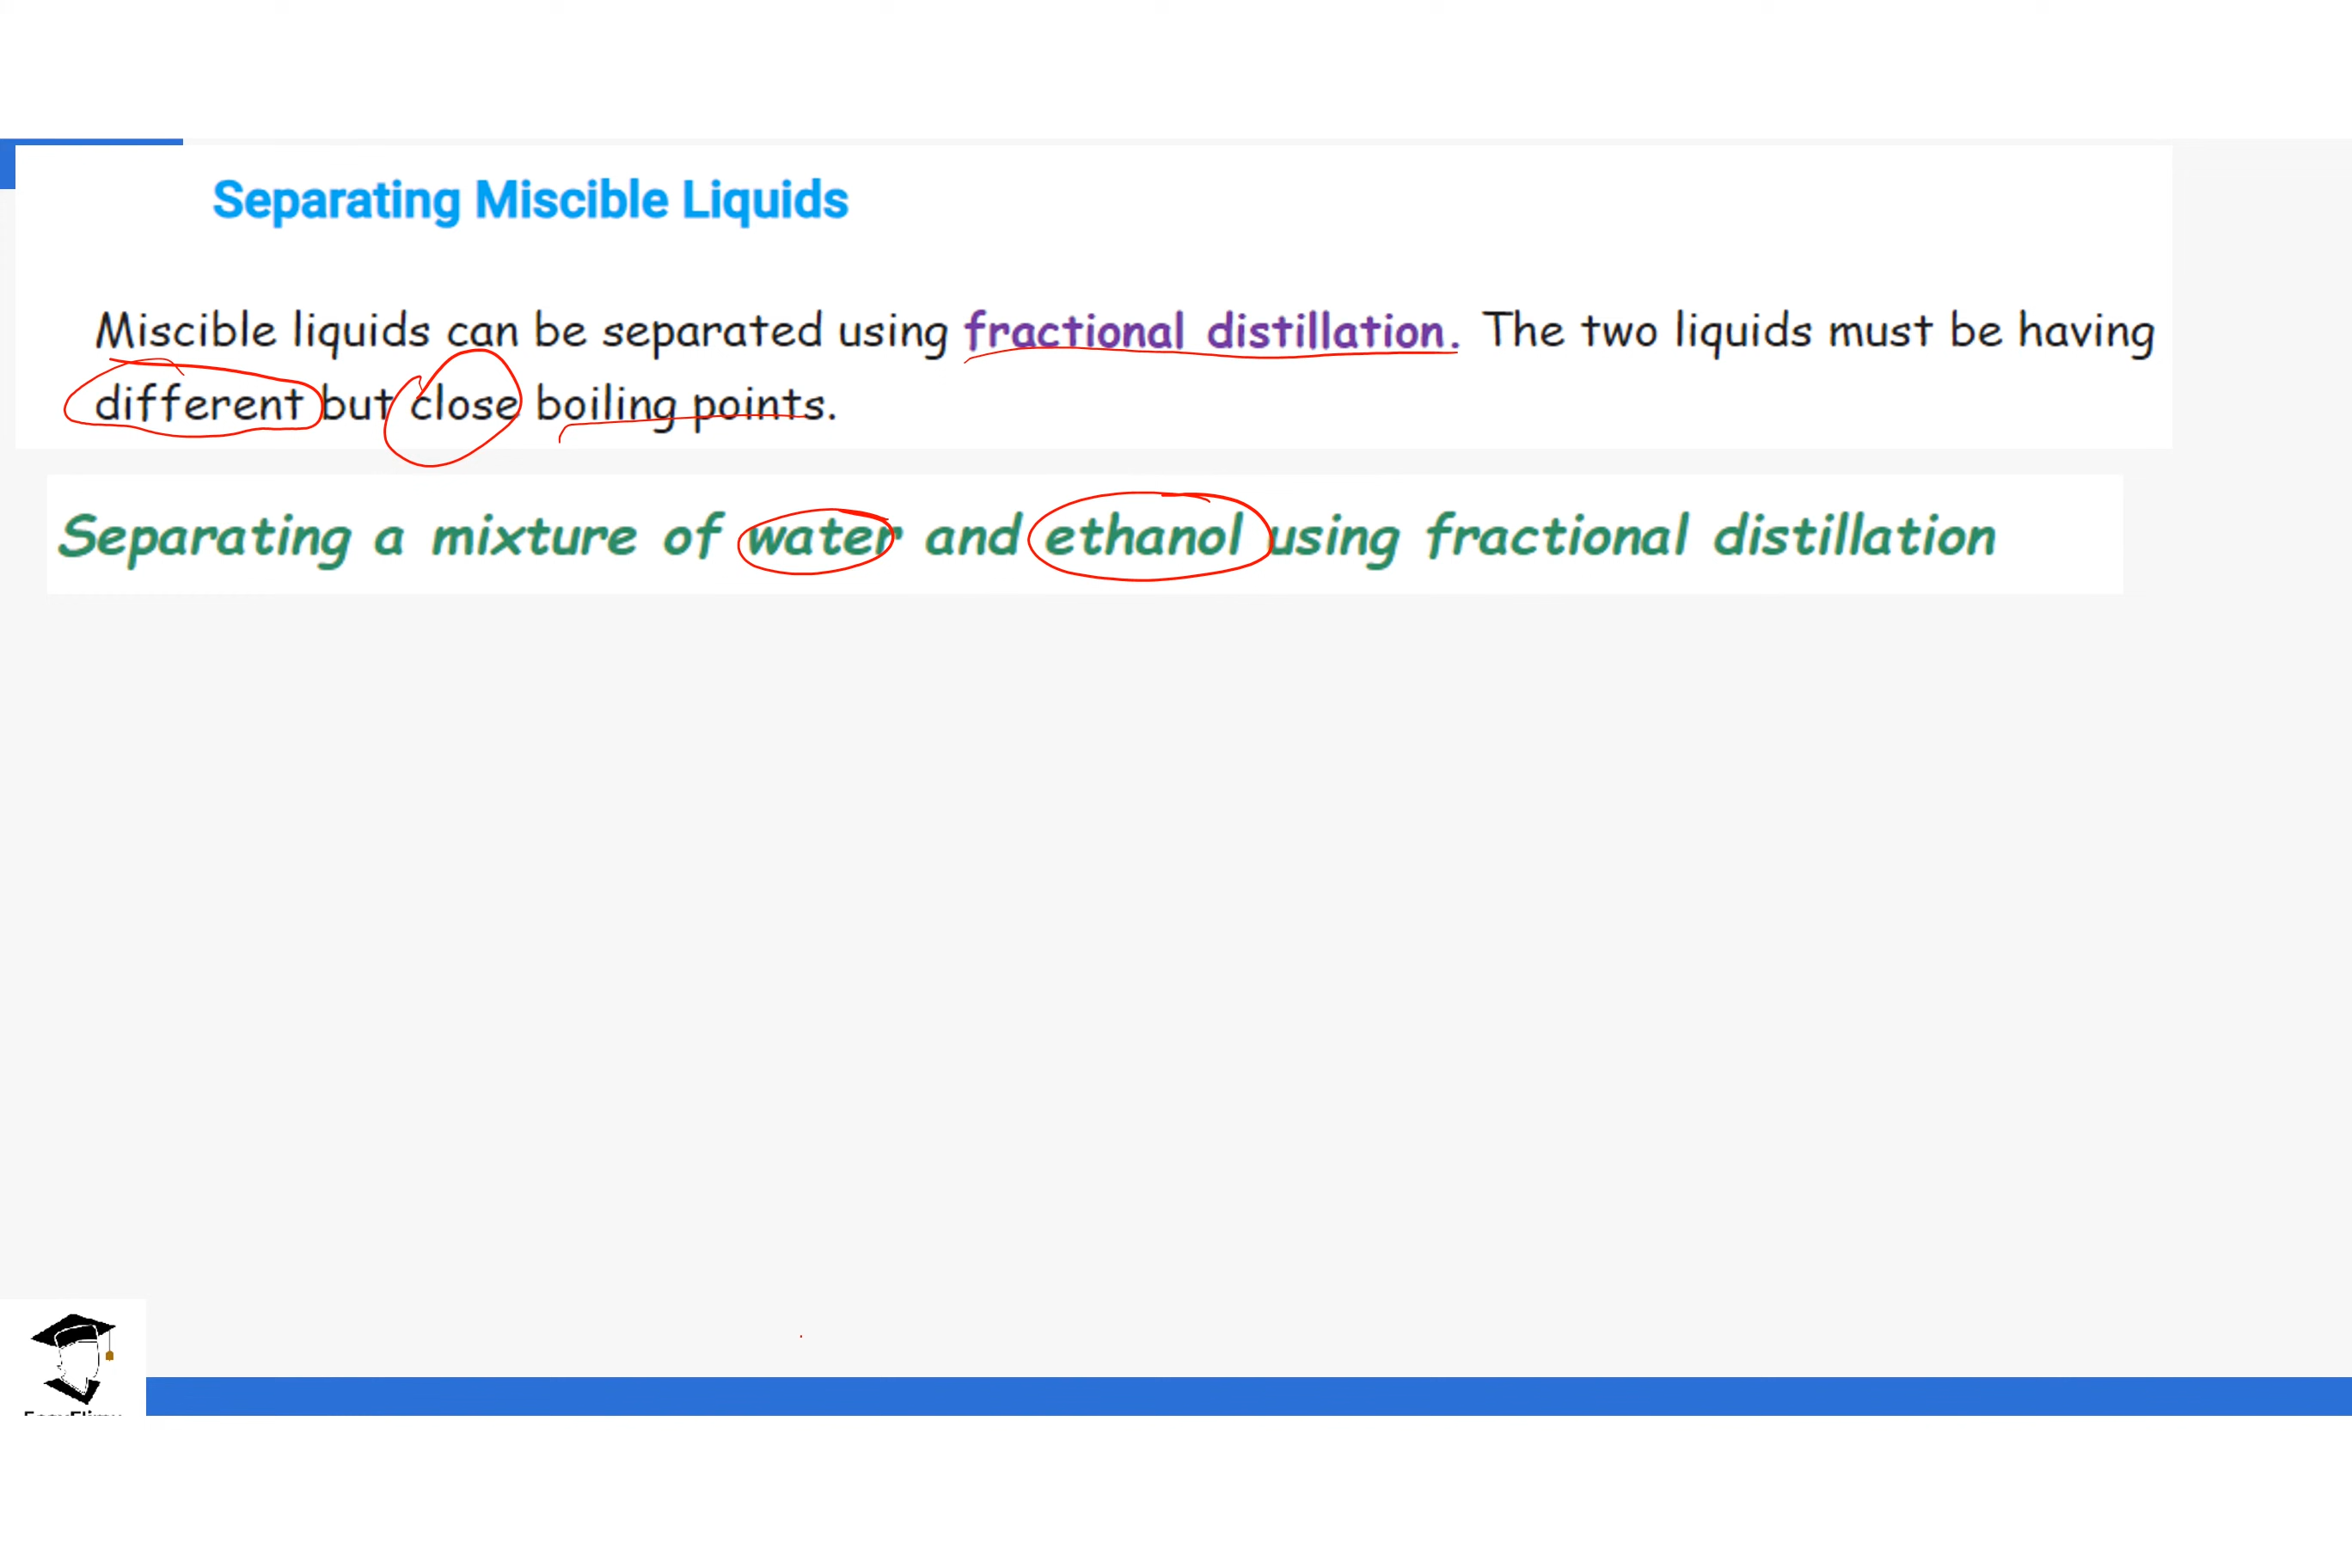 Separating Miscible Liquids
Miscible liquids can be separated using fractional distillation. The two liquids must be having
different but close boiling points.
Separating a mixture of water and ethanol using fractional distillation